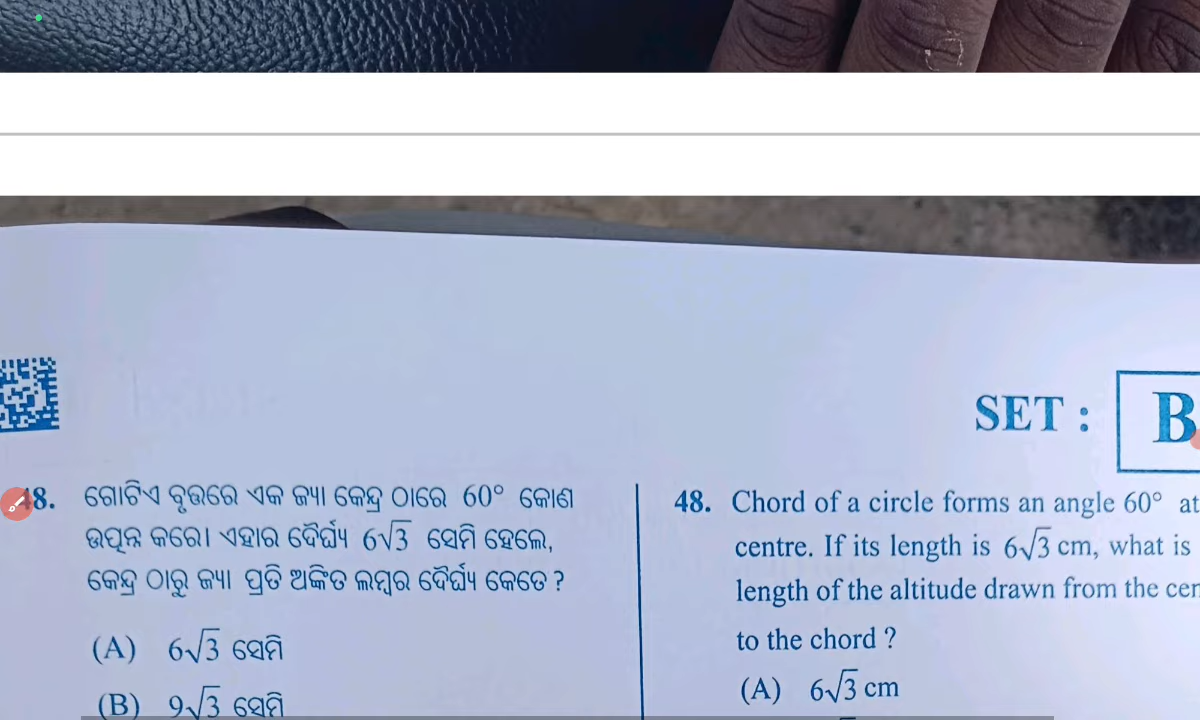 SET : B
48. ଗୋଟିଏ ବୃତ୍ତରେ ଏକ ଜ୍ୟା କେନ୍ଦ୍ର ଠାରେ 60° କୋଣ
ଉତ୍ପନ୍ନ କରେ। ଏହାର ଦୈର୍ଘ୍ୟ 6√3 ସେମି ହେଲେ,
କେନ୍ଦ୍ର ଠାରୁ ଜ୍ୟା ପ୍ରତି ଅଙ୍କିତ ଲମ୍ବର ଦୈର୍ଘ୍ୟ କେତେ ?
(A) 6√3 ସେମି
(B) 9√3 ସେମି
48. Chord of a circle forms an angle 60° at
centre. If its length is 6√3 cm, what is
length of the altitude drawn from the cen
to the chord ?
(A) 6√3 cm